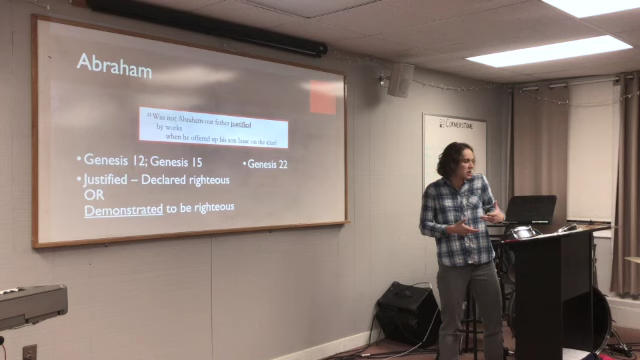 Abraham
21 Was not Abraham our father justified
by works
when he offered up his son Isaac on the altar?
• Genesis 12; Genesis 15
• Genesis 22
• Justified – Declared righteous
OR
Demonstrated to be righteous
CORNERSTONE